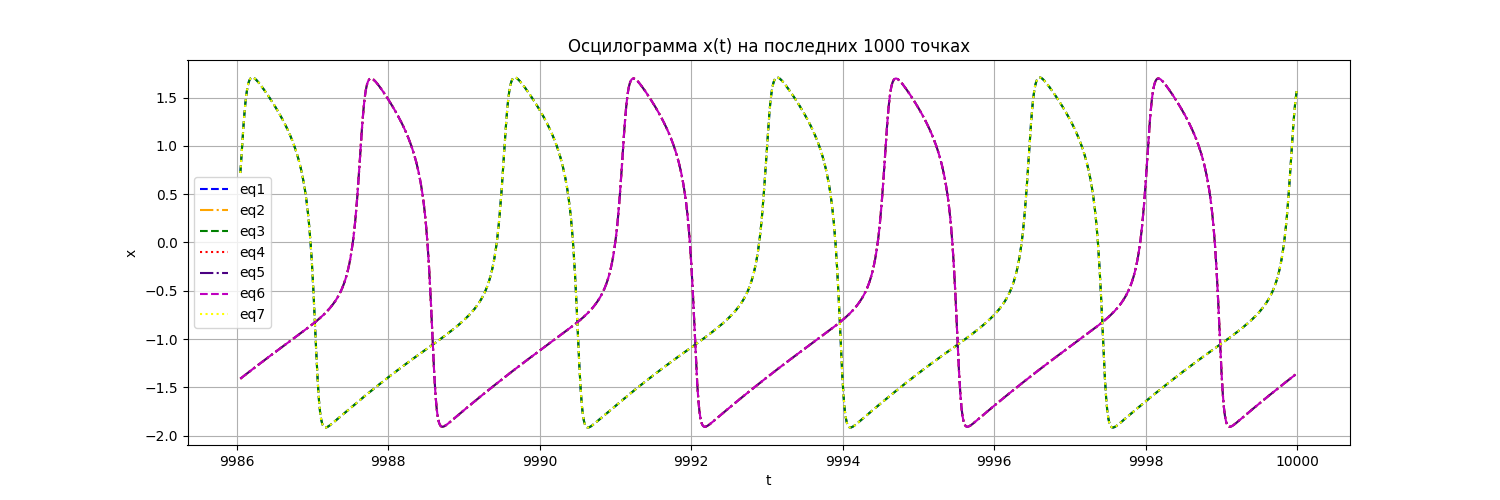 Осцилограмма x(t) на последних 1000 точках
x
1.5
1.0
0.5
0.0
−0.5
−1.0
−1.5
−2.0
eq1
eq2
eq3
eq4
eq5
eq6
eq7
9986 9988 9990 9992 9994 9996 9998 10000
t